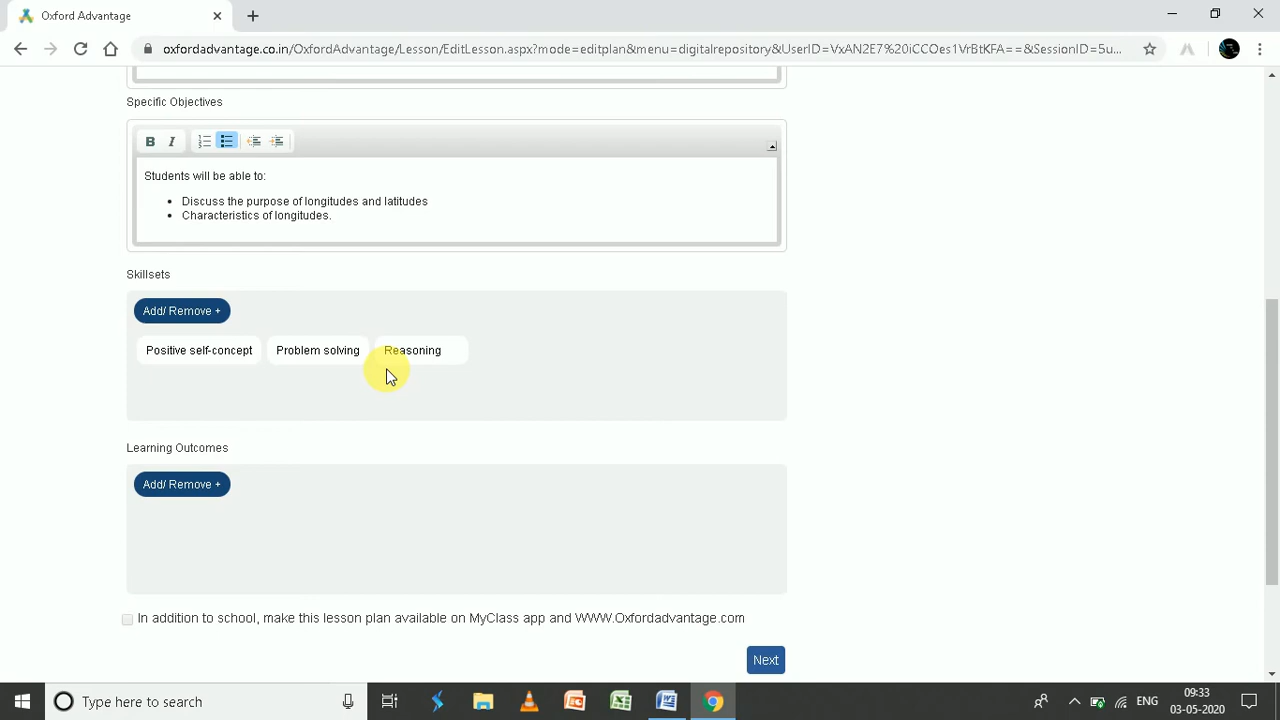 Oxford Advantage
oxfordadvantage.co.in/OxfordAdvantage/Lesson/EditLesson.aspx?mode=editplan&menu=digitalrepository&UserID=VxAN2E7%20iCCOes1VrBtKFA==&SessionID=5u...
Specific Objectives
B I
Students will be able to:
• Discuss the purpose of longitudes and latitudes
• Characteristics of longitudes.
Skillsets
Add/ Remove +
Positive self-concept Problem solving Reasoning
Learning Outcomes
Add/ Remove +
In addition to school, make this lesson plan available on MyClass app and WWW.Oxfordadvantage.com
Next
Type here to search
ENG
09:33
03-05-2020